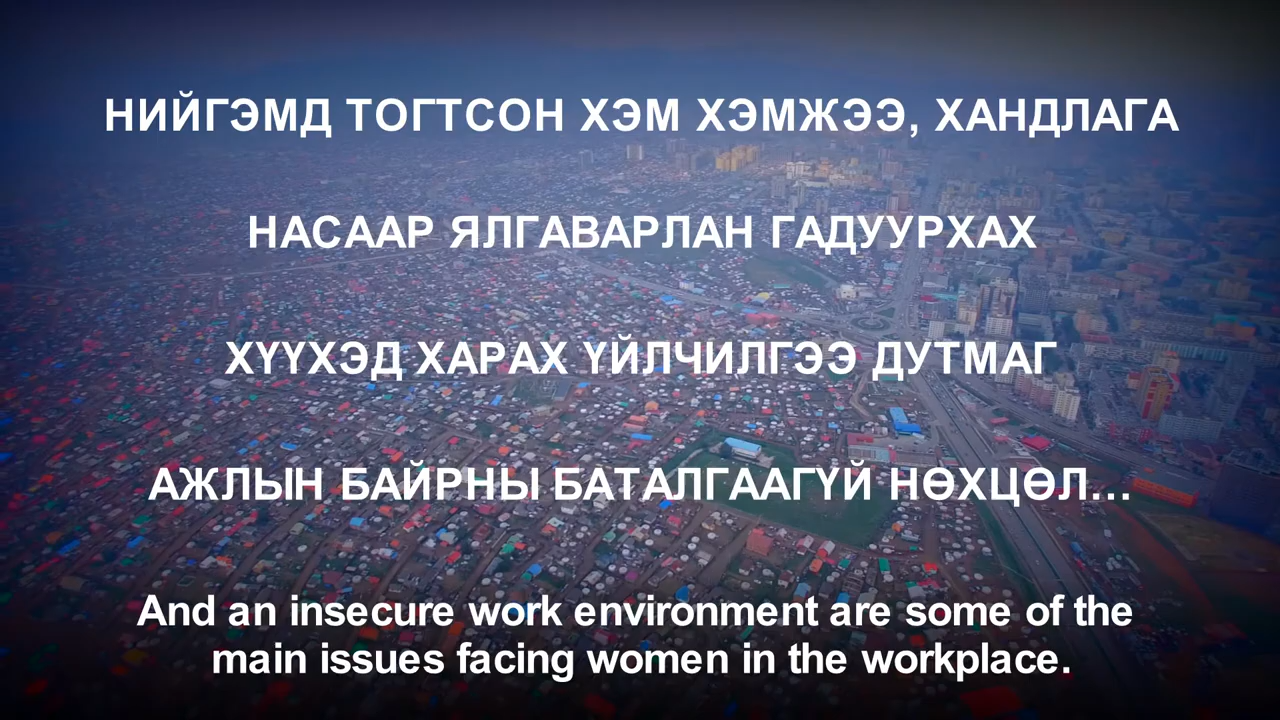 НИЙГЭМД ТОГТСОН ХЭМ ХЭМЖЭЭ, ХАНДЛАГА
НАСААР ЯЛГАВАРЛАН ГАДУУРХАХ
ХҮҮХЭД ХАРАХ ҮЙЛЧИЛГЭЭ ДУТМАГ
АЖЛЫН БАЙРНЫ БАТАЛГААГҮЙ НӨХЦӨЛ...
And an insecure work environment are some of the
main issues facing women in the workplace.